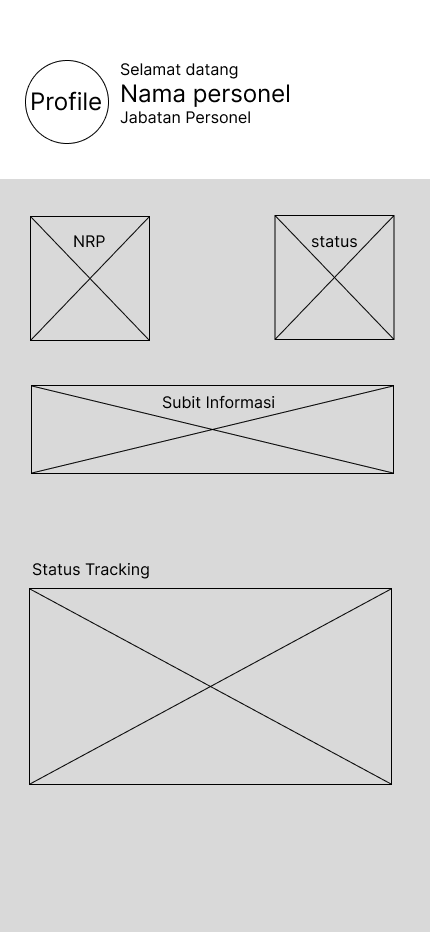 Profile
Selamat datang
Nama personel
Jabatan Personel
NRP
status
Subit Informasi
Status Tracking